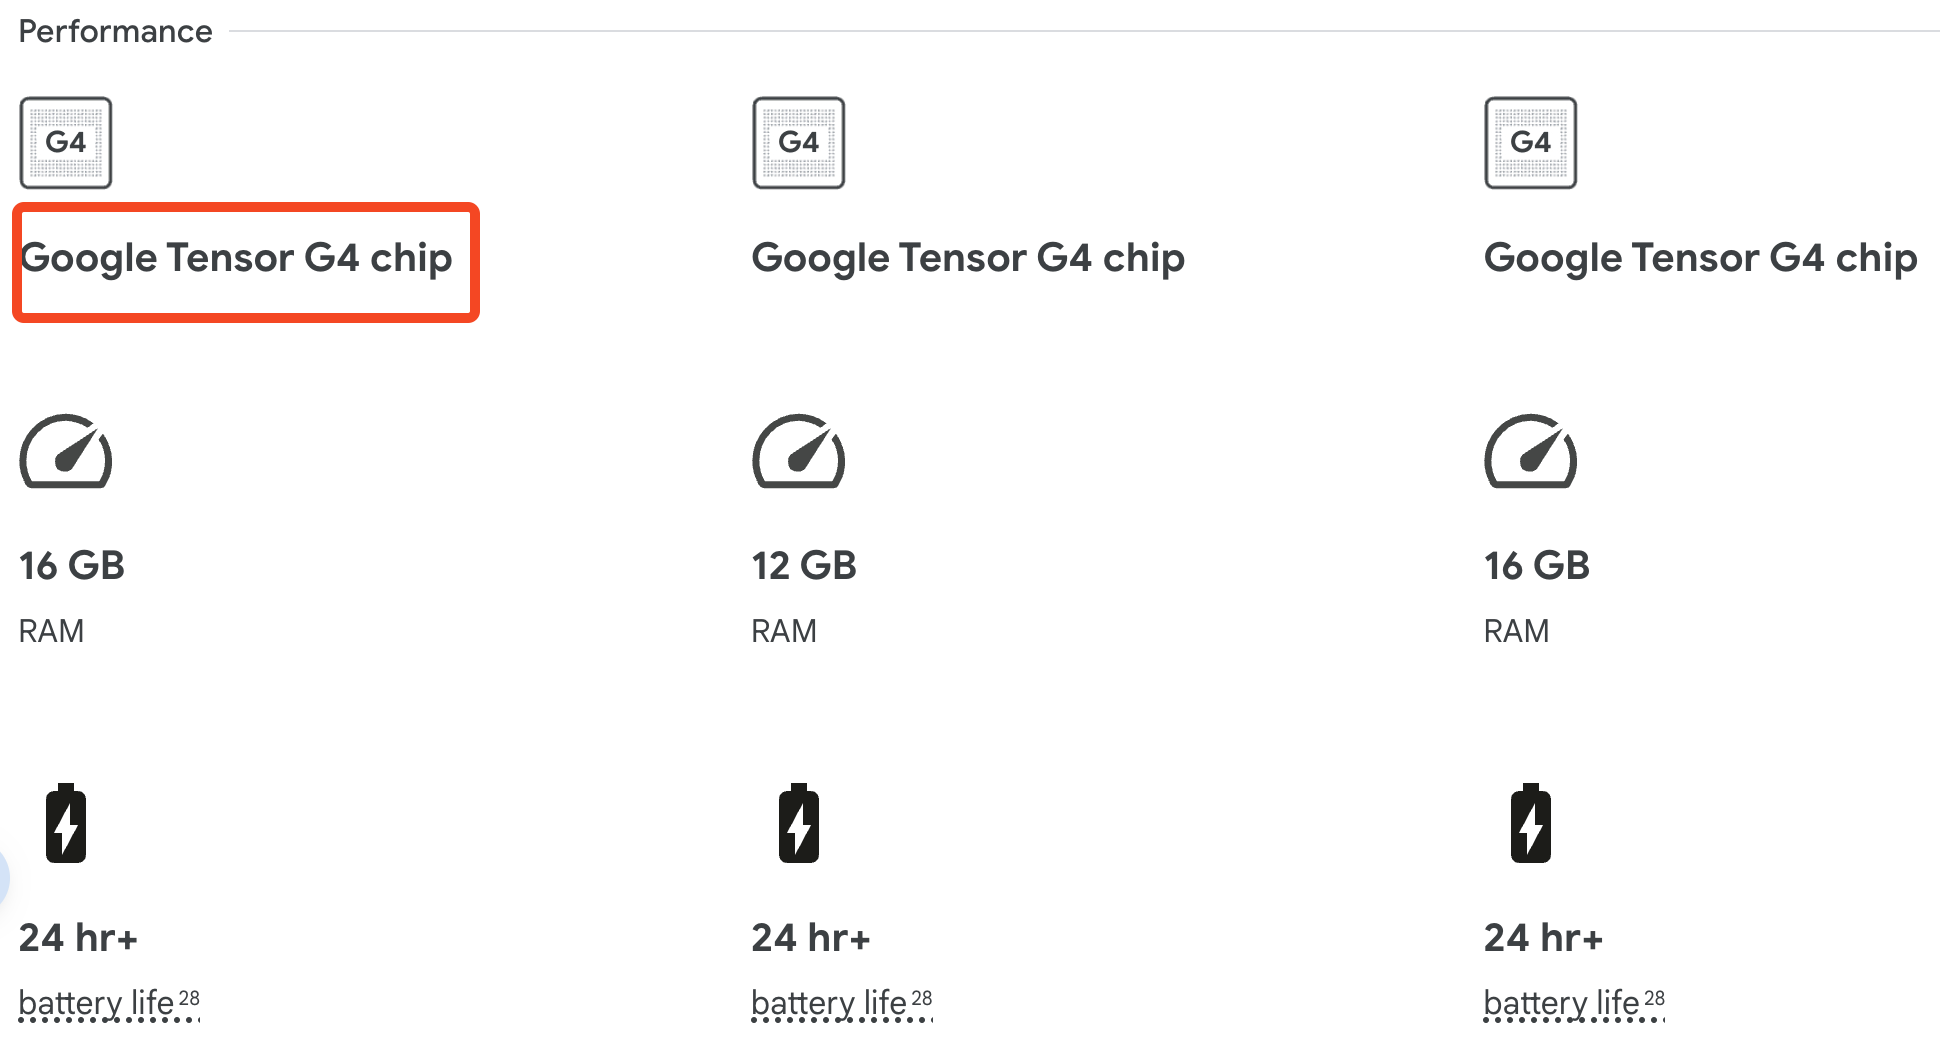 Performance
G4 G4 G4
Google Tensor G4 chip Google Tensor G4 chip Google Tensor G4 chip
16 GB 12 GB 16 GB
RAM RAM RAM
24 hr+ 24 hr+ 24 hr+
battery life 28 battery life 28 battery life 28